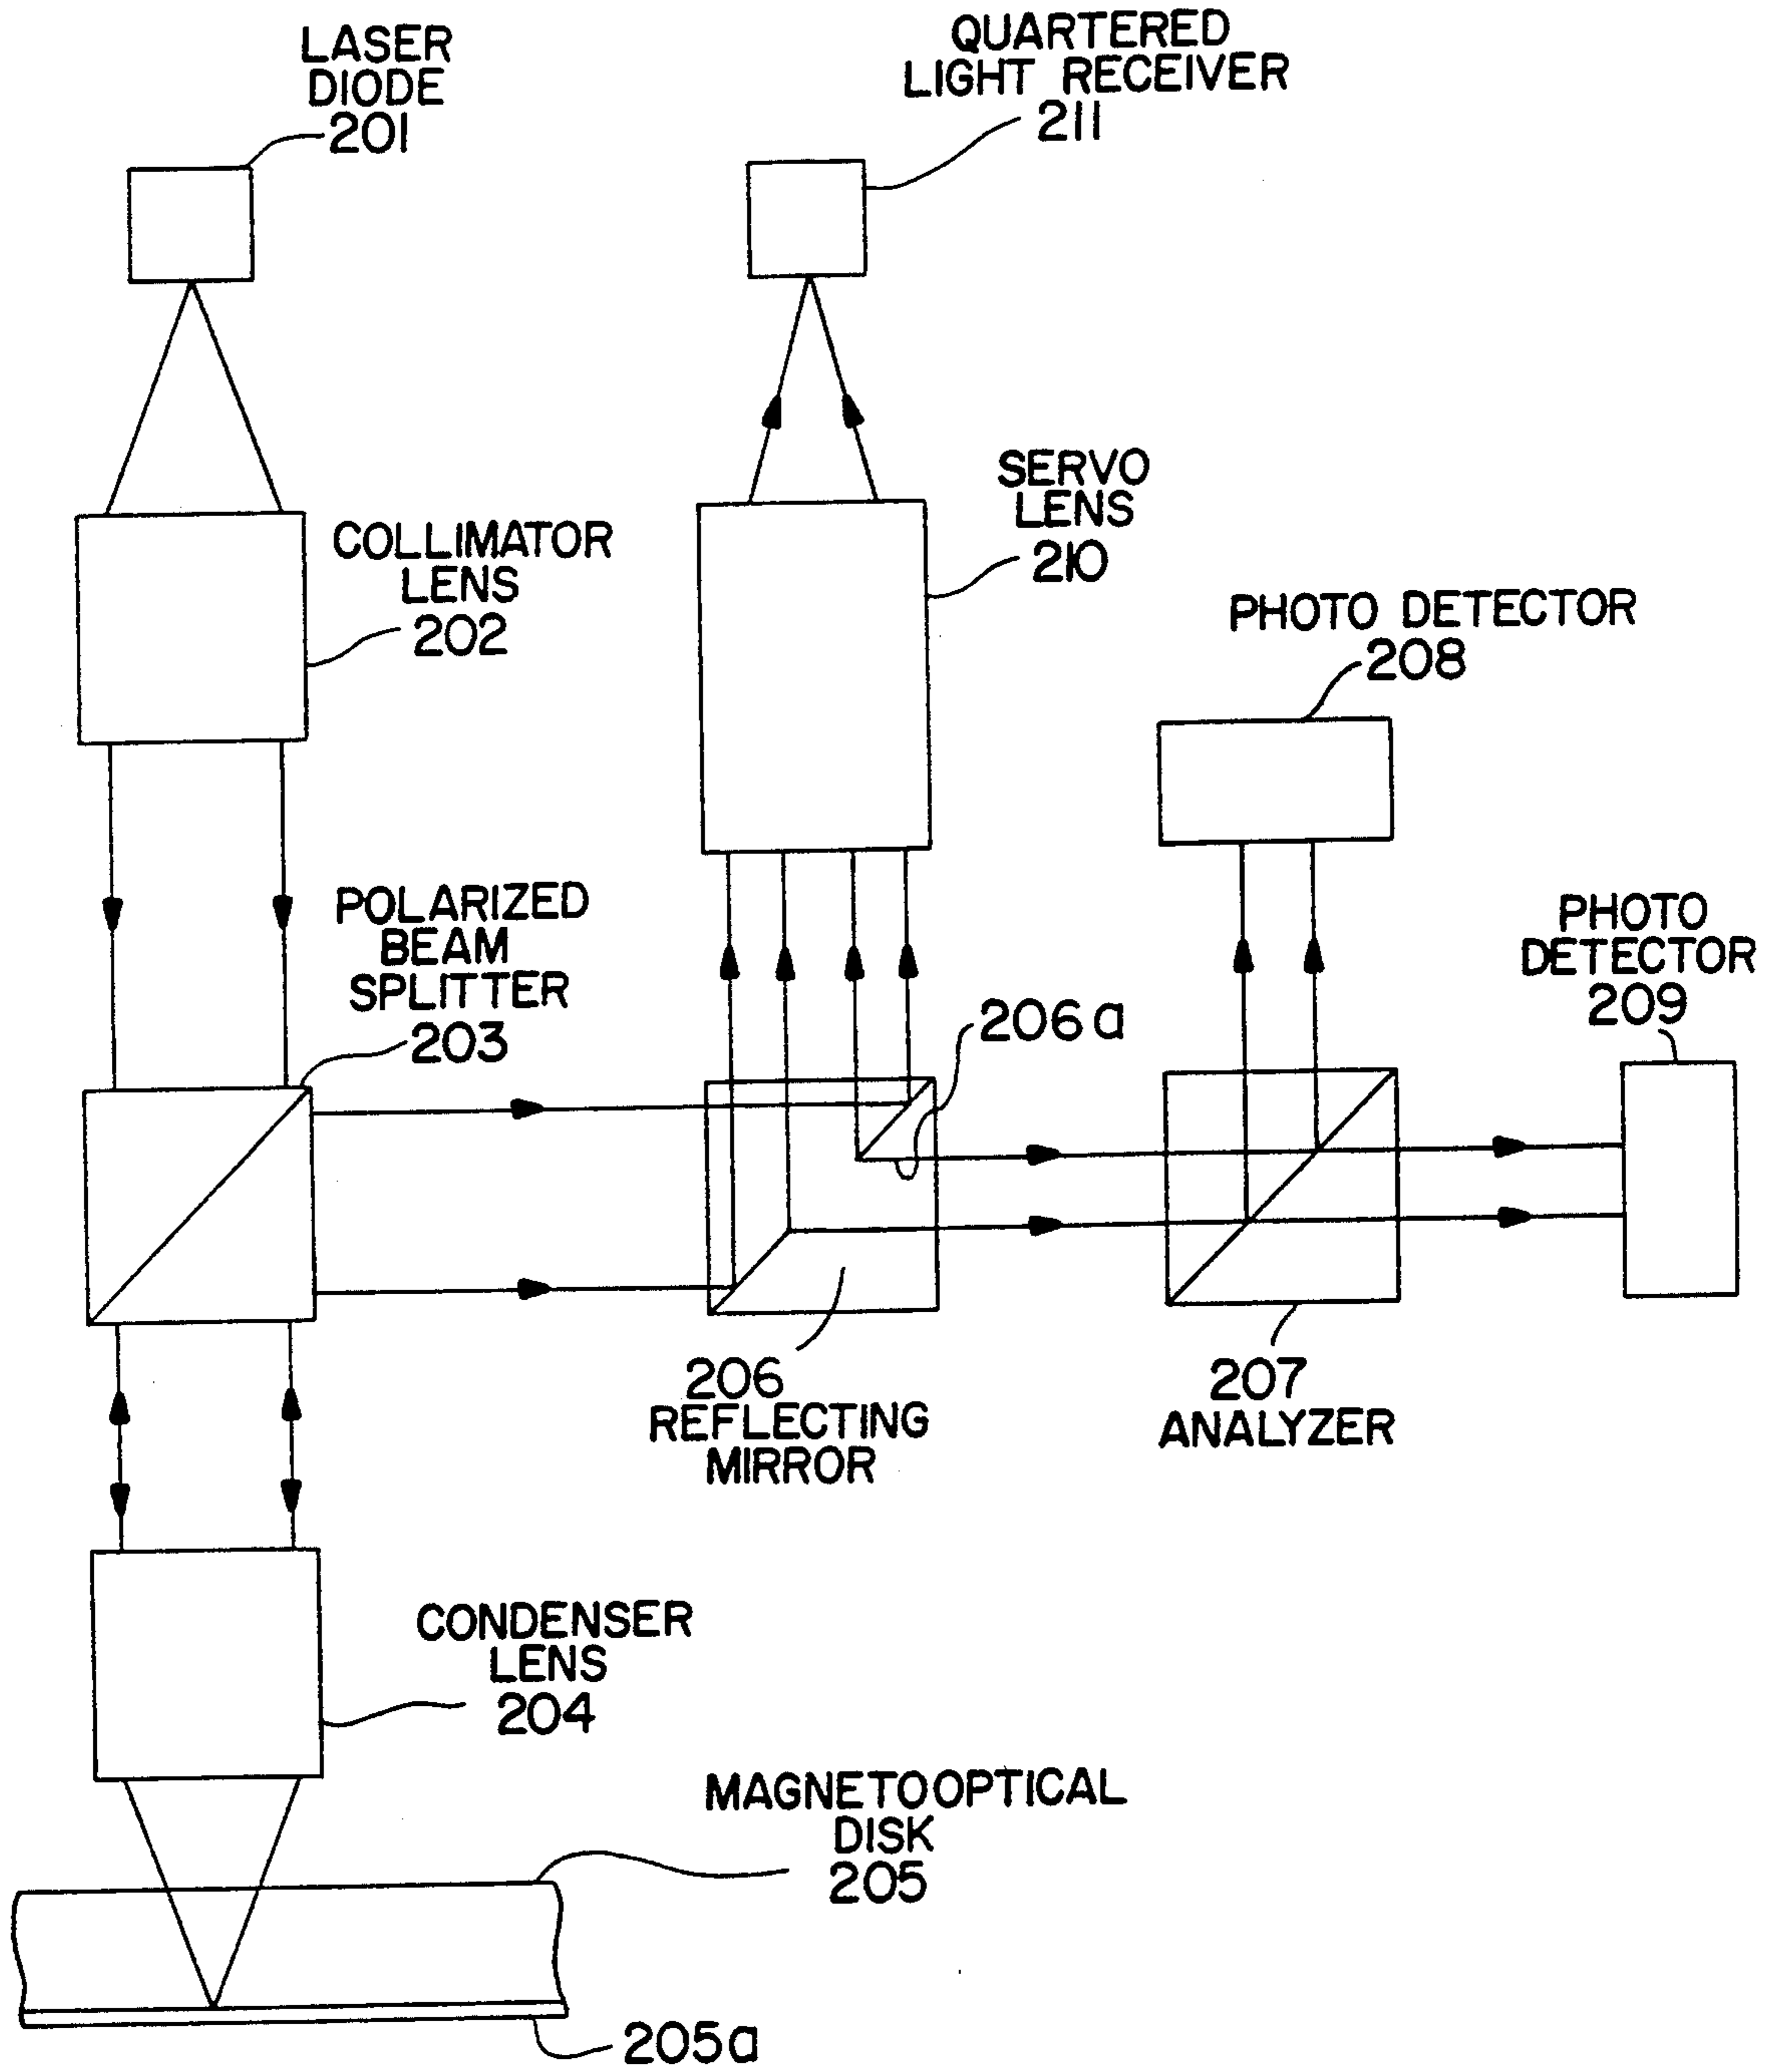 LASER
DIODE
201
QUARTERED
LIGHT RECEIVER
211
COLLIMATOR
LENS
202
SERVO
LENS
210
PHOTO DETECTOR
208
POLARIZED
BEAM
SPLITTER
203
PHOTO
DETECTOR
209
206a
206
REFLECTING
MIRROR
207
ANALYZER
CONDENSER
LENS
204
MAGNETOOPTICAL
DISK
205
205a